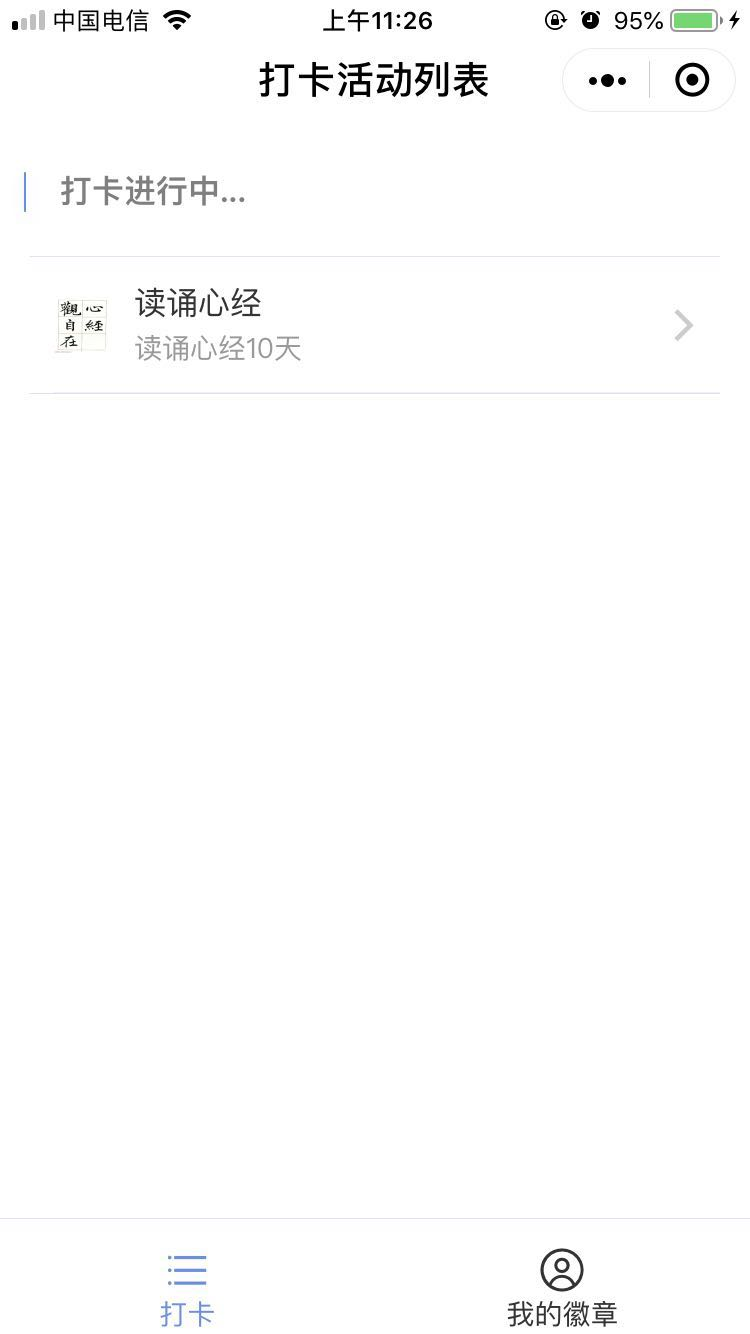 中国电信 上午11:26 95%
打卡活动列表
打卡进行中...
心經
觀自在
读诵心经
读诵心经10天
打卡 我的徽章